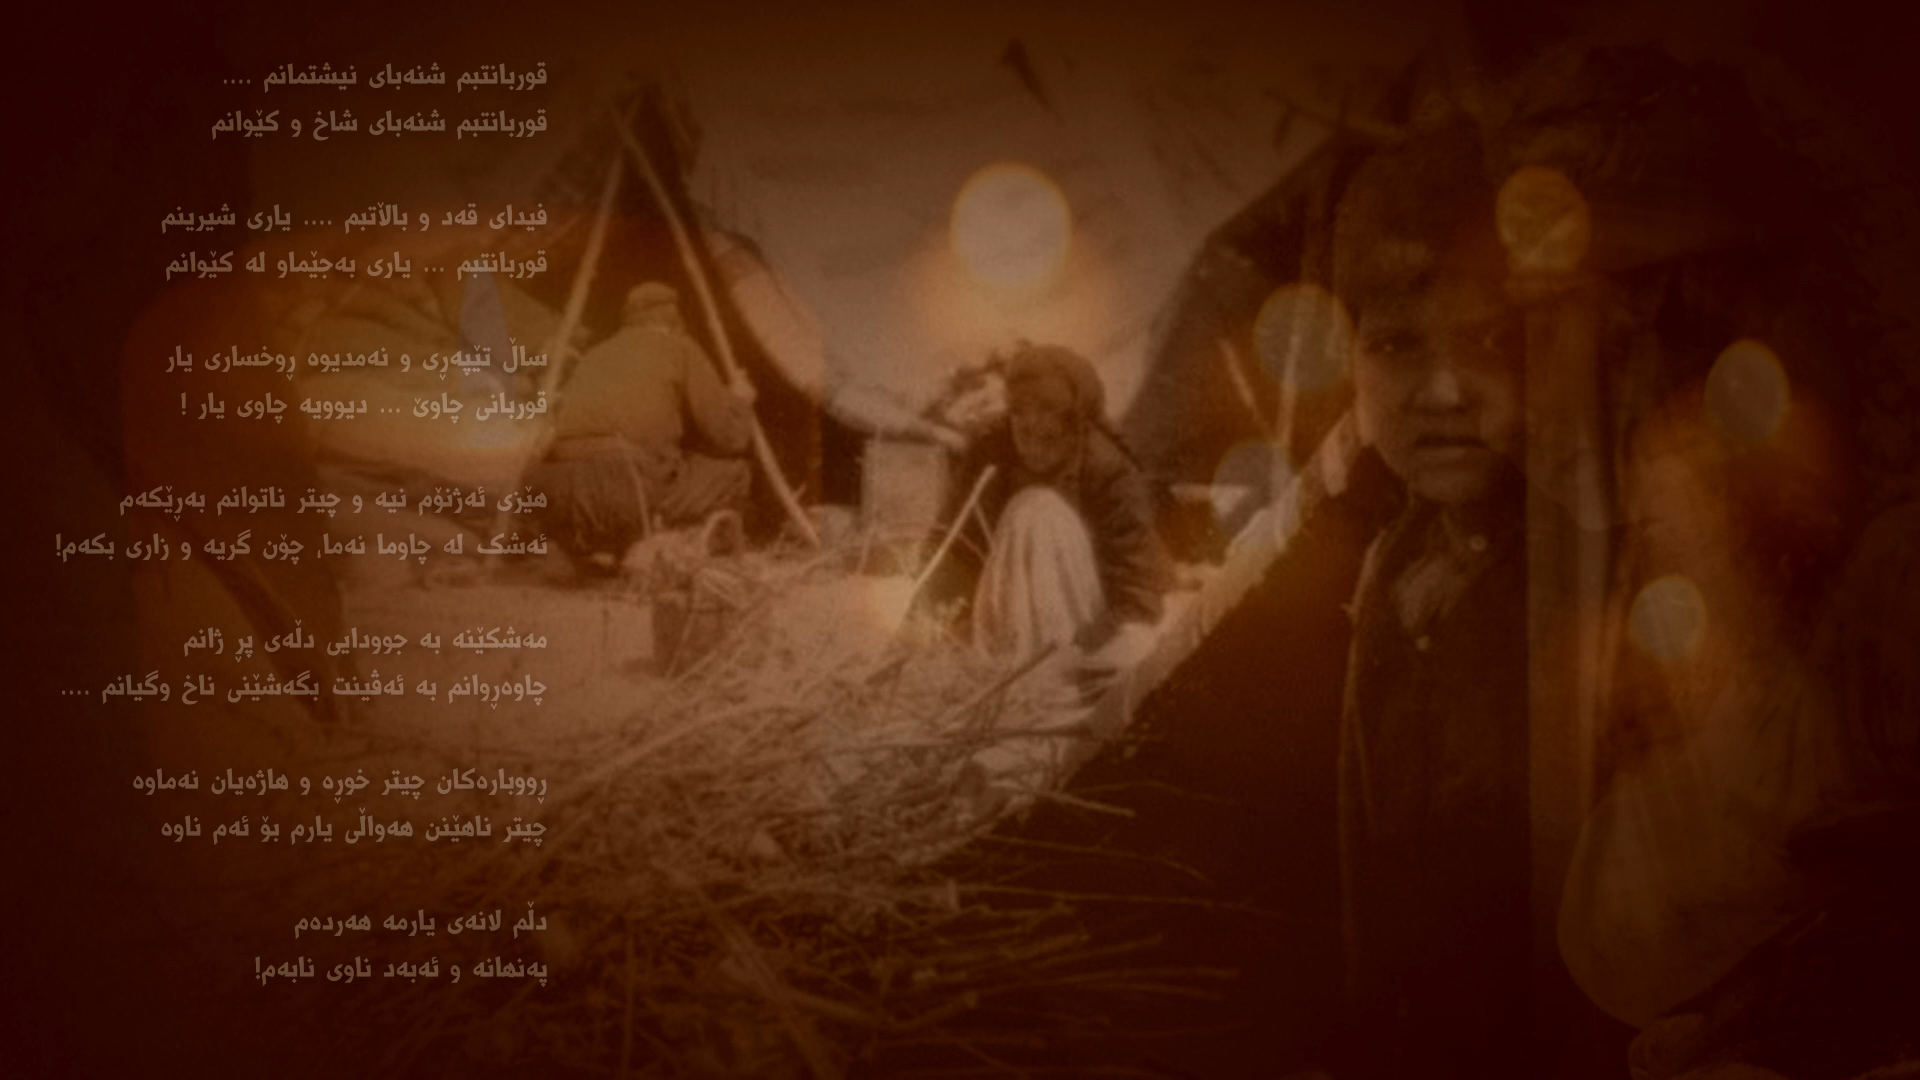 قوربانتبم شنەبای نیشتمانم ....
قوربانتبم شنەبای شاخ و کێوانم
فیدای قەد و باڵاتبم .... یاری شیرینم
قوربانتبم ... یاری بەجێماو لە کێوانم
ساڵ تێپەڕی و نەمدیوە ڕوخساری یار
قوربانی چاوێ ... دیوویە چاوی یار !
هێزی ئەژنۆم نیە و چیتر ناتوانم بەڕێکەم
ئەشک لە چاوما نەما, چۆن گریە و زاری بکەم!
مەشکێنە بە جوودایی دڵەی پڕ ژانم
چاوەڕوانم بە ئەڤینت بگەشێنی ناخ وگیانم ....
ڕووبارەکان چیتر خوڕە و هاژەیان نەماوە
چیتر ناهێنن هەواڵی یارم بۆ ئەم ناوە
دڵم لانەی یارمە هەردەم
پەنهانە و ئەبەد ناوی نابەم!